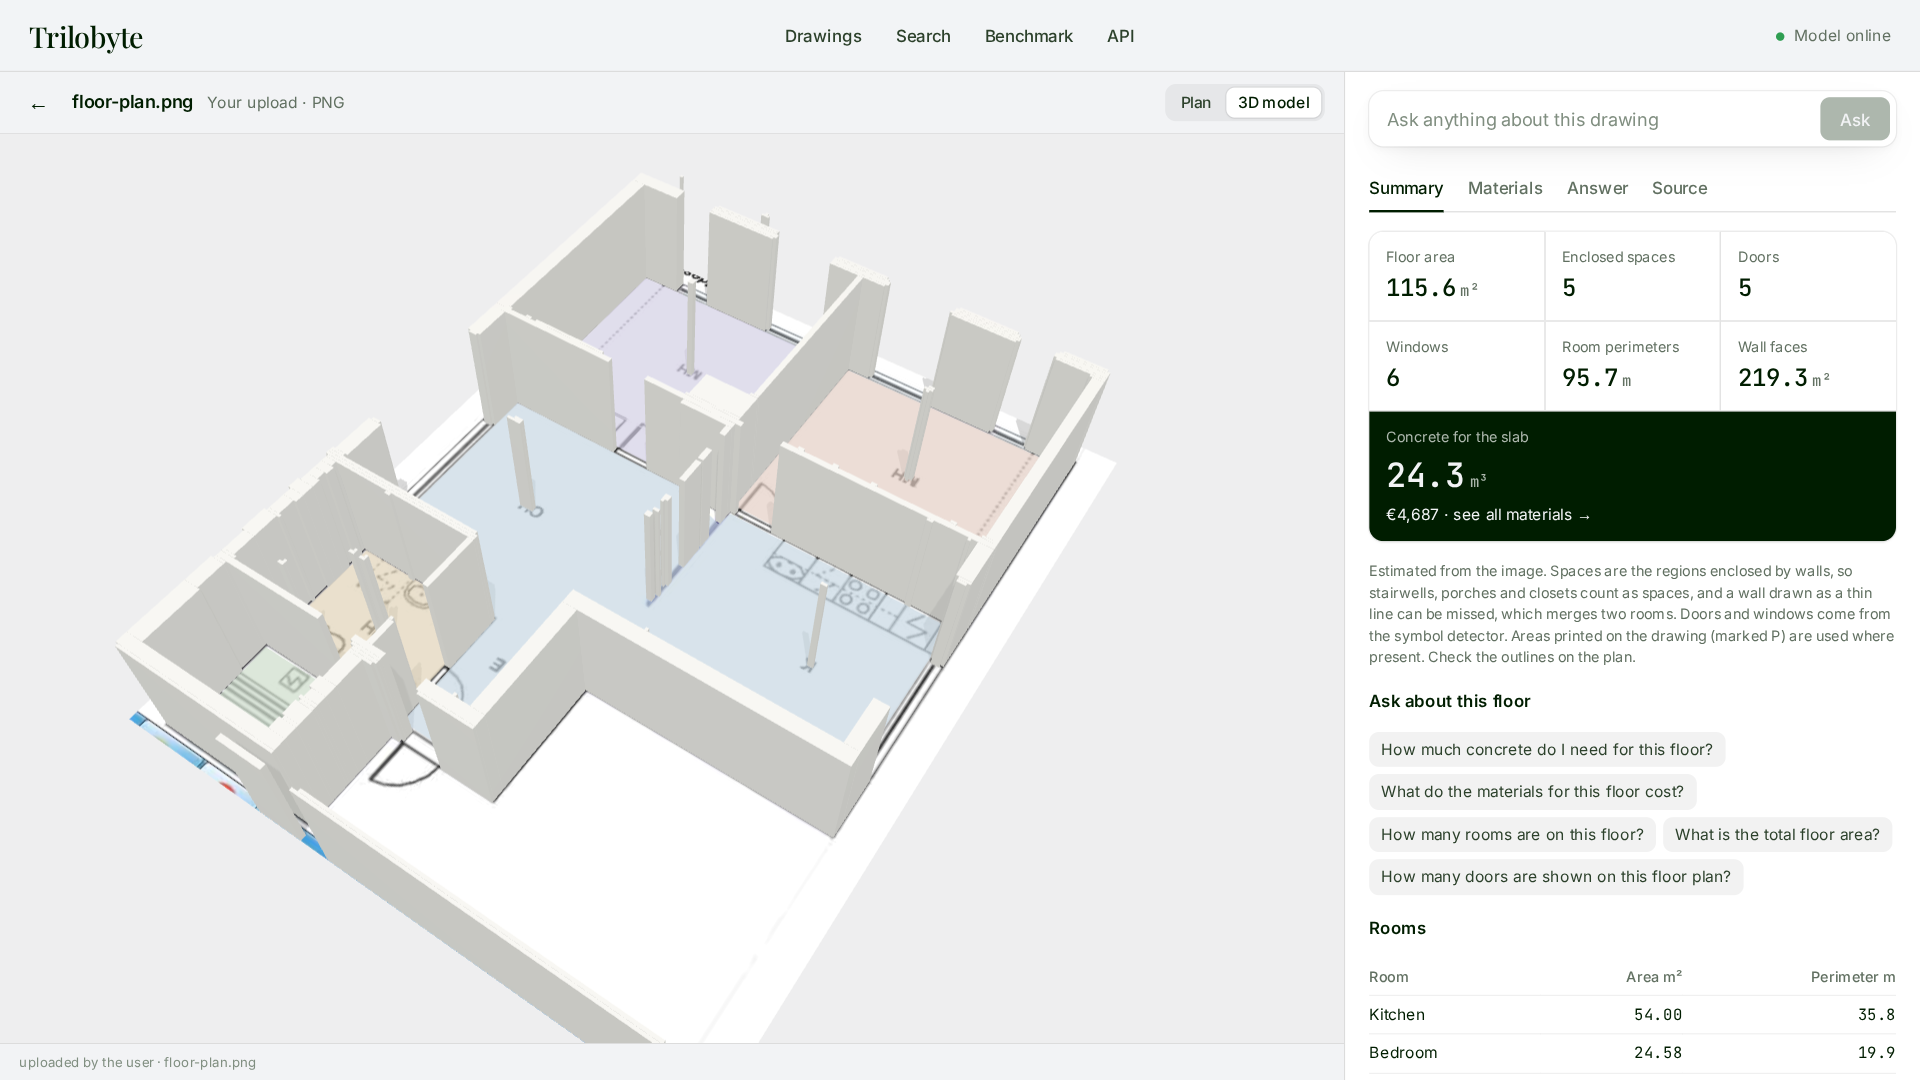 Trilobyte
Drawings Search Benchmark API
Model online
← floor-plan.png Your upload · PNG
Plan 3D model
Ask anything about this drawing
Ask
Summary Materials Answer Source
Floor area
115.6 m²
Enclosed spaces
5
Doors
5
Windows
6
Room perimeters
95.7 m
Wall faces
219.3 m²
Concrete for the slab
24.3 m³
€4,687 · see all materials →
Estimated from the image. Spaces are the regions enclosed by walls, so
stairwells, porches and closets count as spaces, and a wall drawn as a thin
line can be missed, which merges two rooms. Doors and windows come from
the symbol detector. Areas printed on the drawing (marked P) are used where
present. Check the outlines on the plan.
Ask about this floor
How much concrete do I need for this floor?
What do the materials for this floor cost?
How many rooms are on this floor? What is the total floor area?
How many doors are shown on this floor plan?
Rooms
Room Area m² Perimeter m
Kitchen 54.00 35.8
Bedroom 24.58 19.9
uploaded by the user · floor-plan.png